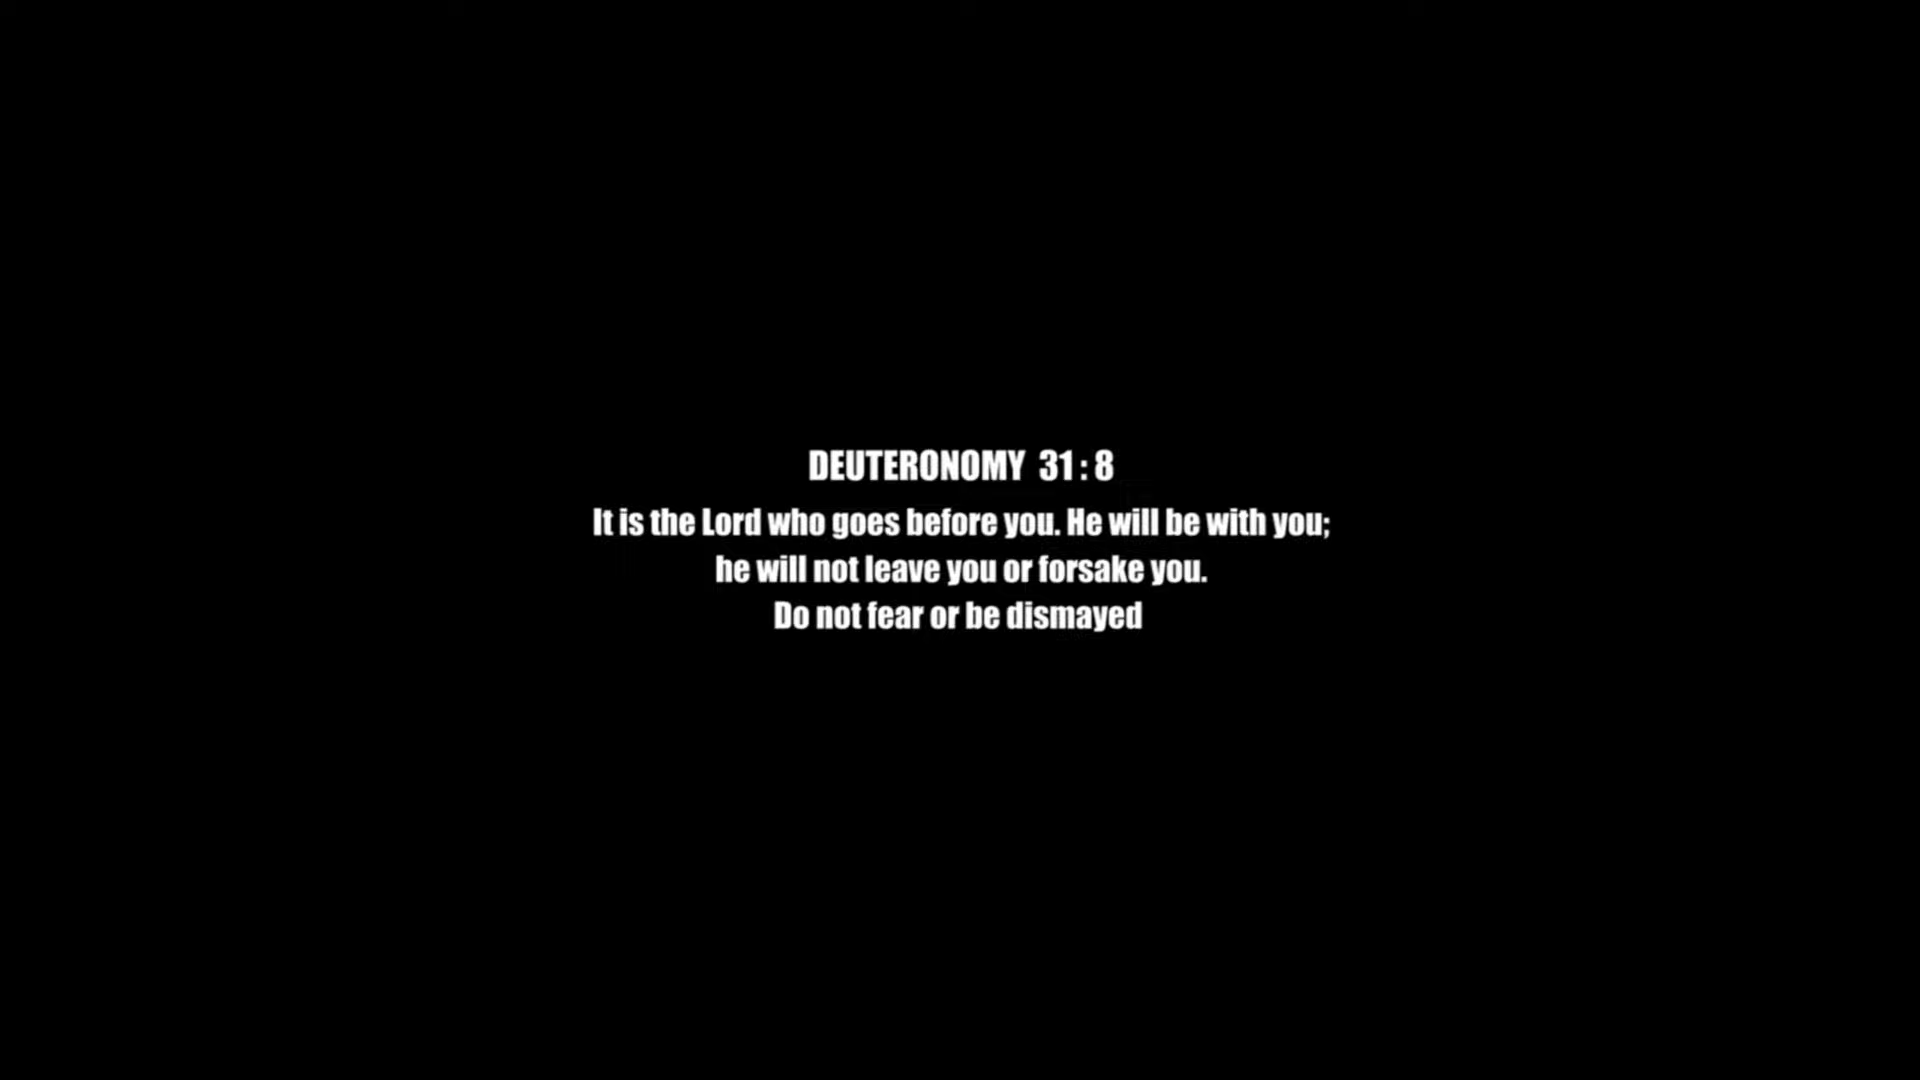 DEUTERONOMY 31 : 8
It is the Lord who goes before you. He will be with you;
he will not leave you or forsake you.
Do not fear or be dismayed